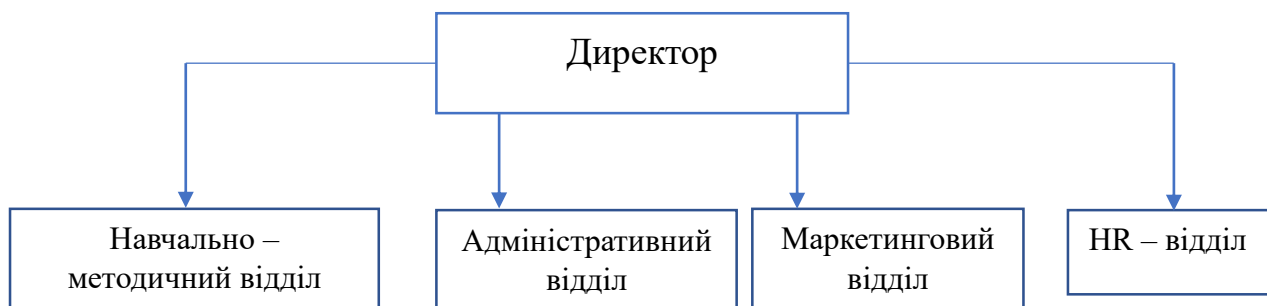 Директор
Навчально –
методичний відділ
Адміністративний
відділ
Маркетинговий
відділ
HR – відділ